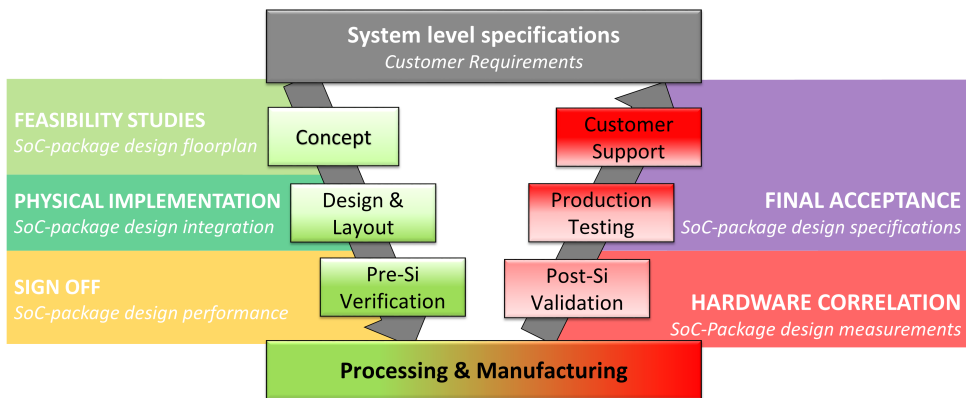 System level specifications
Customer Requirements
FEASIBILITY STUDIES
SoC-package design floorplan
Concept
Customer
Support
PHYSICAL IMPLEMENTATION
SoC-package design integration
Design &
Layout
Production
Testing
FINAL ACCEPTANCE
SoC-package design specifications
SIGN OFF
SoC-package design performance
Pre-Si
Verification
Post-Si
Validation
HARDWARE CORRELATION
SoC-Package design measurements
Processing & Manufacturing